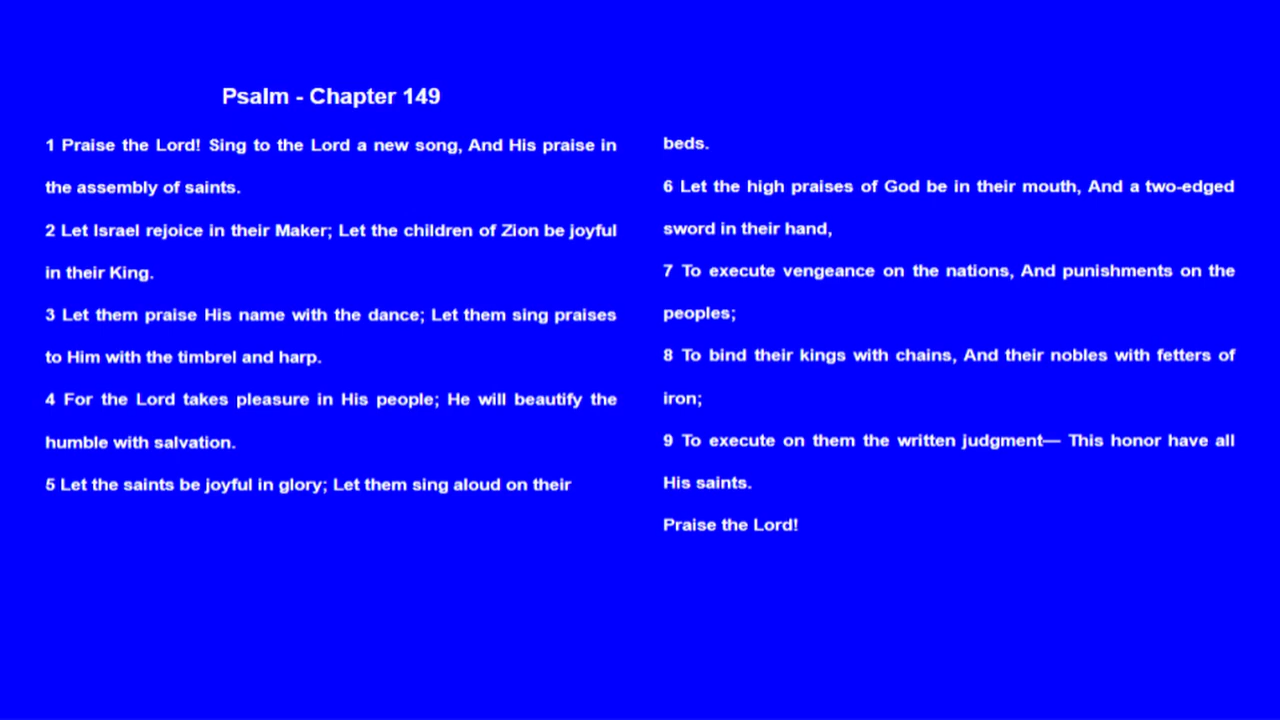 Psalm - Chapter 149
1 Praise the Lord! Sing to the Lord a new song, And His praise in
the assembly of saints.
2 Let Israel rejoice in their Maker; Let the children of Zion be joyful
in their King.
3 Let them praise His name with the dance; Let them sing praises
to Him with the timbrel and harp.
4 For the Lord takes pleasure in His people; He will beautify the
humble with salvation.
5 Let the saints be joyful in glory; Let them sing aloud on their
beds.
6 Let the high praises of God be in their mouth, And a two-edged
sword in their hand,
7 To execute vengeance on the nations, And punishments on the
peoples;
8 To bind their kings with chains, And their nobles with fetters of
iron;
9 To execute on them the written judgment— This honor have all
His saints.
Praise the Lord!